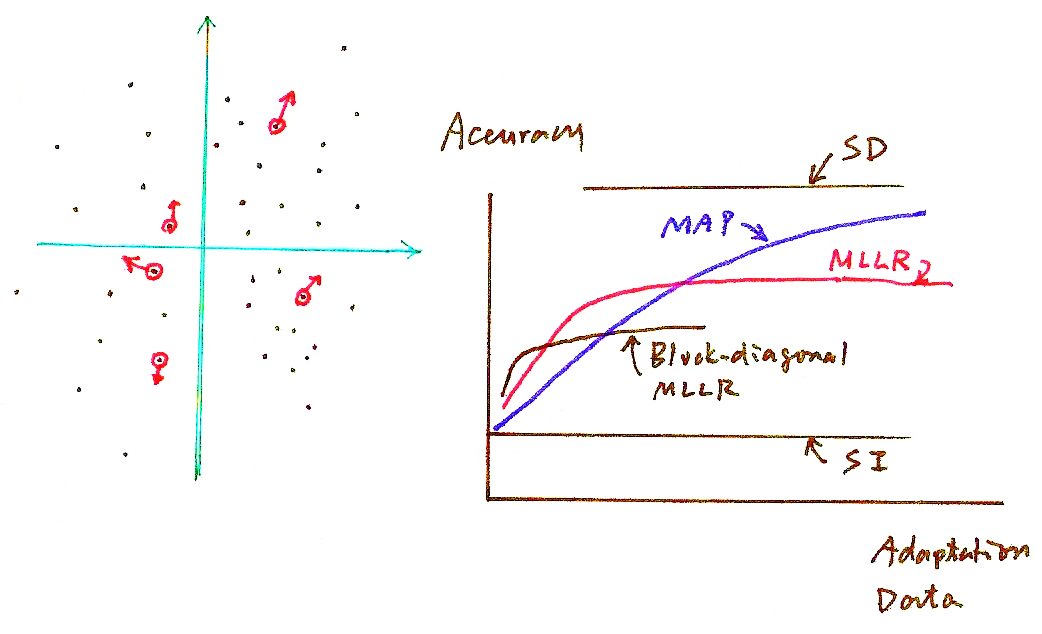 Accuracy
SD
MAP
MLLR
Block-diagonal
MLLR
SI
Adaptation
Data